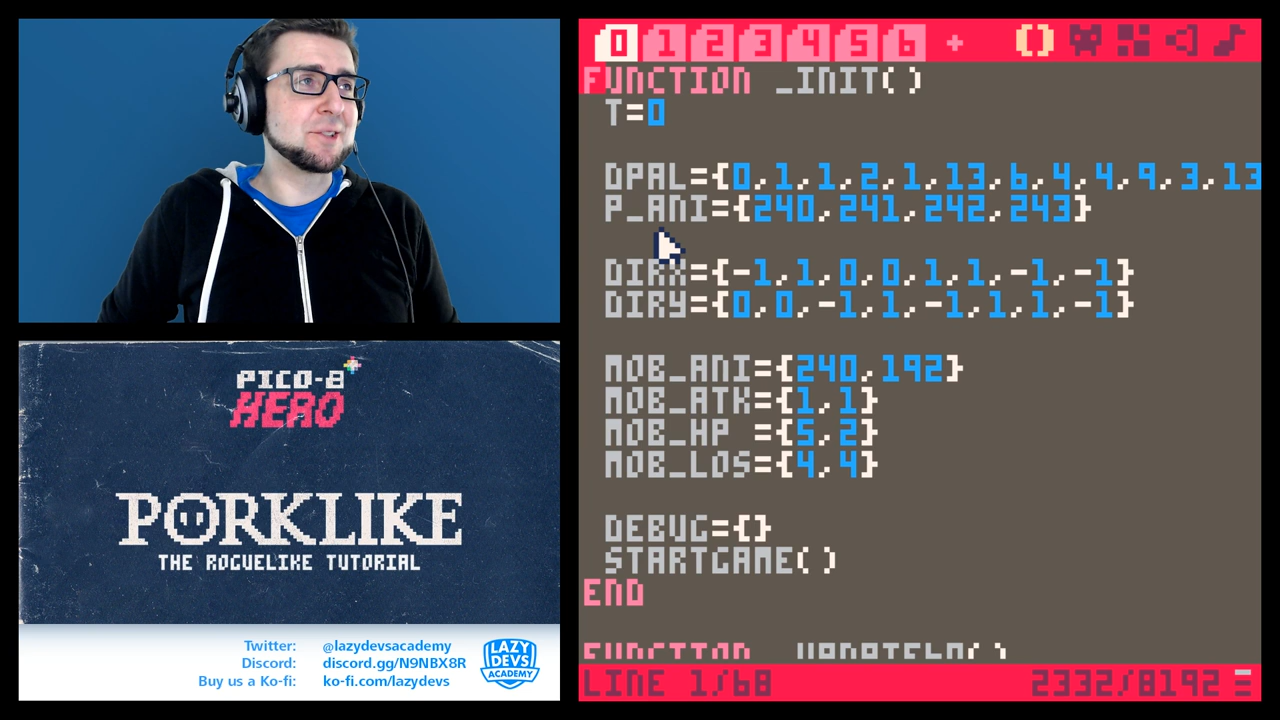 0 1 2 3 4 5 6 +
FUNCTION _INIT()
T=0
DPAL={0,1,1,2,1,13,6,4,4,9,3,13
P_ANI={240,241,242,243}
DIRX={-1,1,0,0,1,1,-1,-1}
DIRY={0,0,-1,1,-1,1,1,-1}
MOB_ANI={240,192}
MOB_ATK={1,1}
MOB_HP ={5,2}
MOB_LOS={4,4}
DEBUG={}
STARTGAME()
END
FUNCTION
LINE 1/68
2332/8192
PICO-8
HERO
PORKLIKE
THE ROGUELIKE TUTORIAL
Twitter: @lazydevsacademy
Discord: discord.gg/N9NBX8R
Buy us a Ko-fi: ko-fi.com/lazydevs
LAZY
DEVS
ACADEMY